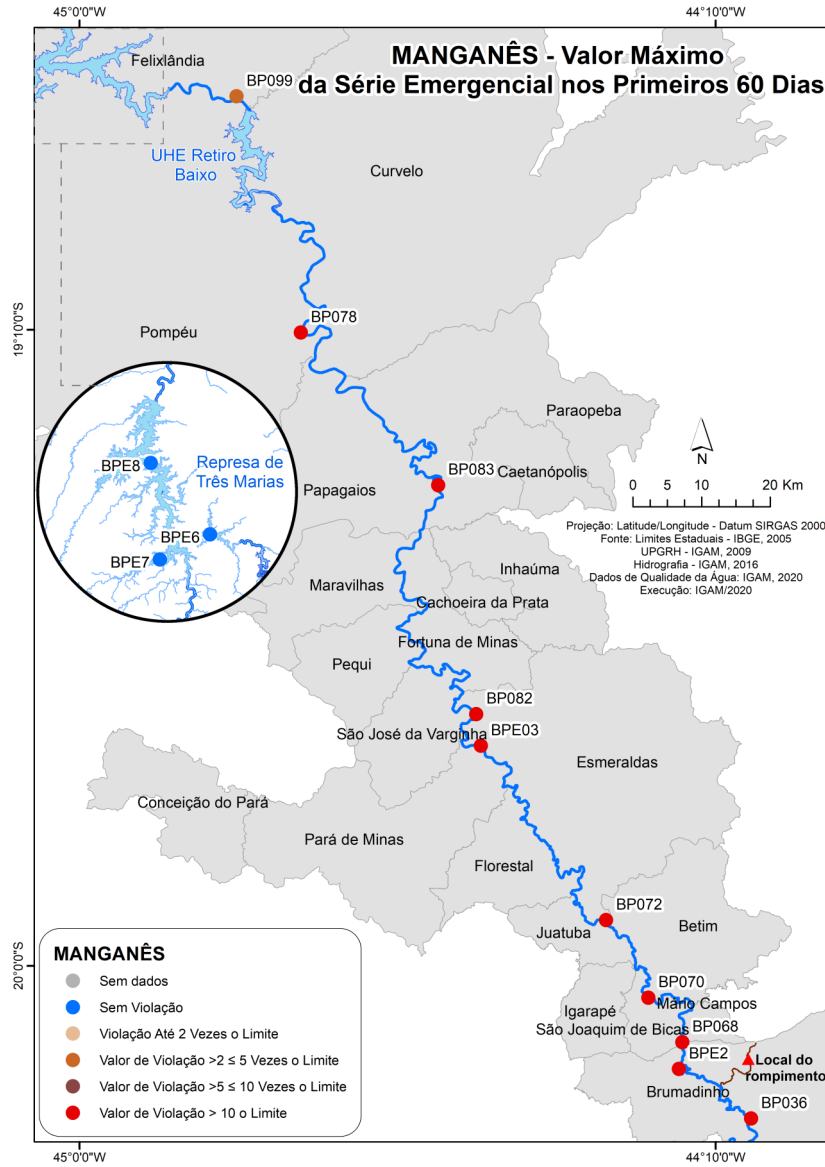 45°0'0"W
44°10'0"W
MANGANÊS - Valor Máximo
da Série Emergencial nos Primeiros 60 Dias
Felixlândia
BP099
UHE Retiro
Baixo
Curvelo
19°10'0"S
BP078
Pompéu
Paraopeba
BP083
Caetanópolis
Papagaios
BPE8
Represa de
Três Marias
BPE6
BPE7
N
0 5 10 20 Km
Projeção: Latitude/Longitude - Datum SIRGAS 2000
Fonte: Limites Estaduais - IBGE, 2005
UPGRH - IGAM, 2009
Hidrografia - IGAM, 2016
Dados de Qualidade da Água: IGAM, 2020
Execução: IGAM/2020
Inhaúma
Maravilhas
Cachoeira da Prata
Fortuna de Minas
Pequi
BP082
São José da Varginha
BPE03
Esmeraldas
Conceição do Pará
Pará de Minas
Florestal
BP072
Juatuba
Betim
20°0'0"S
BP070
Mário Campos
Igarapé
São Joaquim de Bicas
BP068
BPE2
Local do
rompimento
Brumadinho
BP036
MANGANÊS
Sem dados
Sem Violação
Violação Até 2 Vezes o Limite
Valor de Violação >2 ≤ 5 Vezes o Limite
Valor de Violação >5 ≤ 10 Vezes o Limite
Valor de Violação > 10 o Limite
45°0'0"W
44°10'0"W